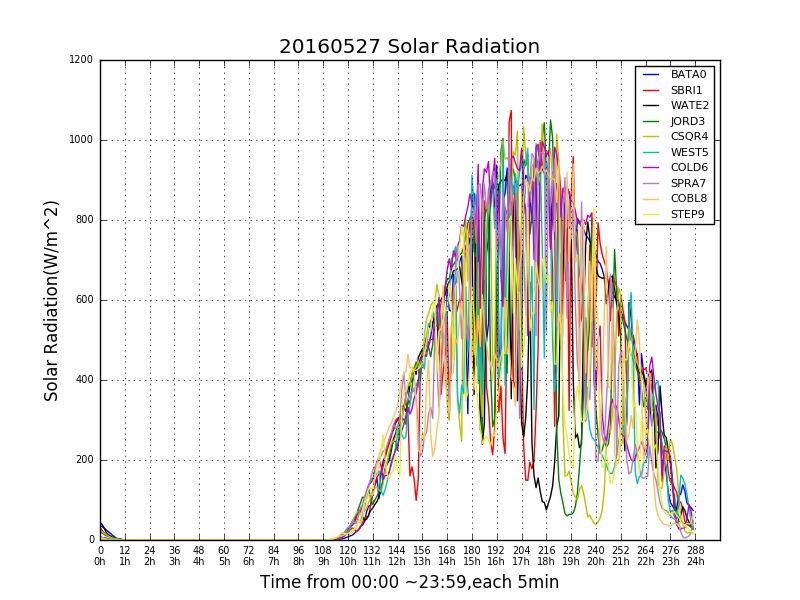 20160527 Solar Radiation
1200
1000
800
600
400
200
0
Solar Radiation(W/m^2)
BATA0
SBRI1
WATE2
JORD3
CSQR4
WEST5
COLD6
SPRA7
COBL8
STEP9
0 12 24 36 48 60 72 84 96 108 120 132 144 156 168 180 192 204 216 228 240 252 264 276 288
0h 1h 2h 3h 4h 5h 6h 7h 8h 9h 10h 11h 12h 13h 14h 15h 16h 17h 18h 19h 20h 21h 22h 23h 24h
Time from 00:00 ~23:59,each 5min